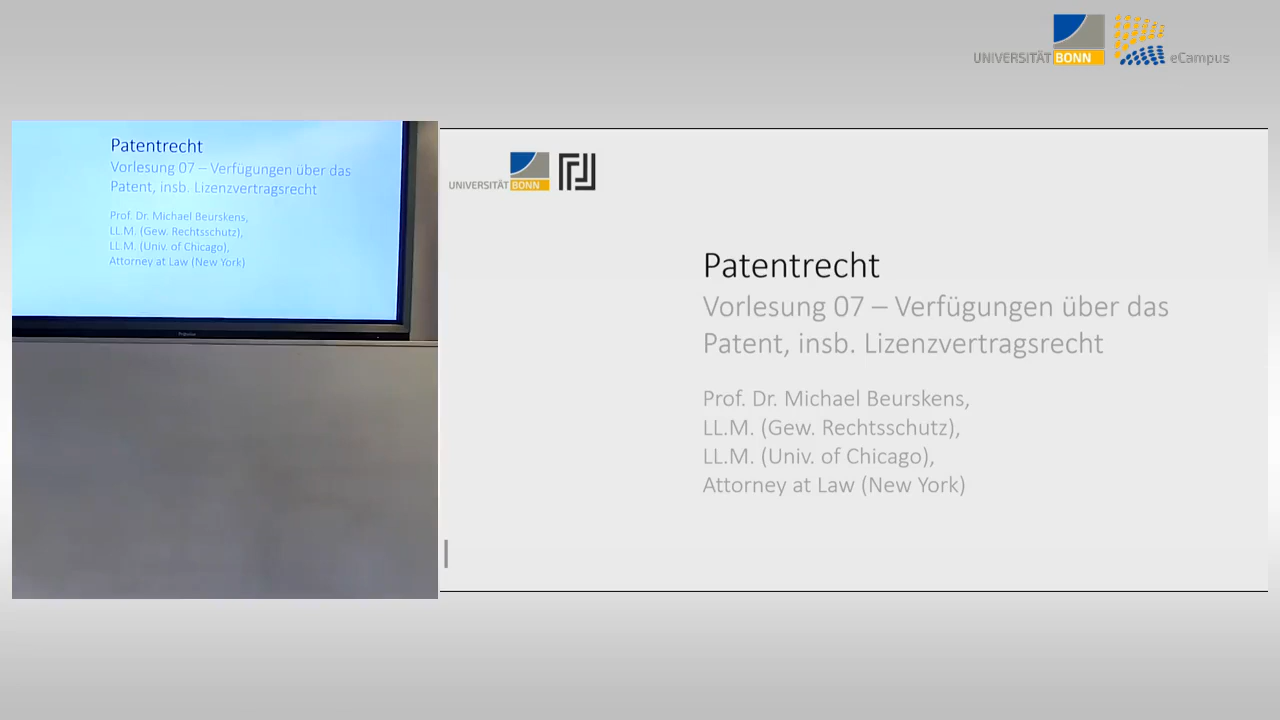 UNIVERSITÄT BONN
eCampus
Patentrecht
Vorlesung 07 – Verfügungen über das
Patent, insb. Lizenzvertragsrecht
Prof. Dr. Michael Beurskens,
LL.M. (Gew. Rechtsschutz),
LL.M. (Univ. of Chicago),
Attorney at Law (New York)
UNIVERSITÄT BONN
Patentrecht
Vorlesung 07 – Verfügungen über das
Patent, insb. Lizenzvertragsrecht
Prof. Dr. Michael Beurskens,
LL.M. (Gew. Rechtsschutz),
LL.M. (Univ. of Chicago),
Attorney at Law (New York)